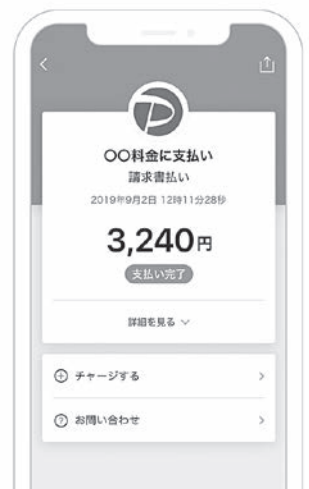 〇〇料金に支払い
請求書払い
2019年9月2日 12時11分28秒
3,240円
支払い完了
詳細を見る
チャージする
お問い合わせ